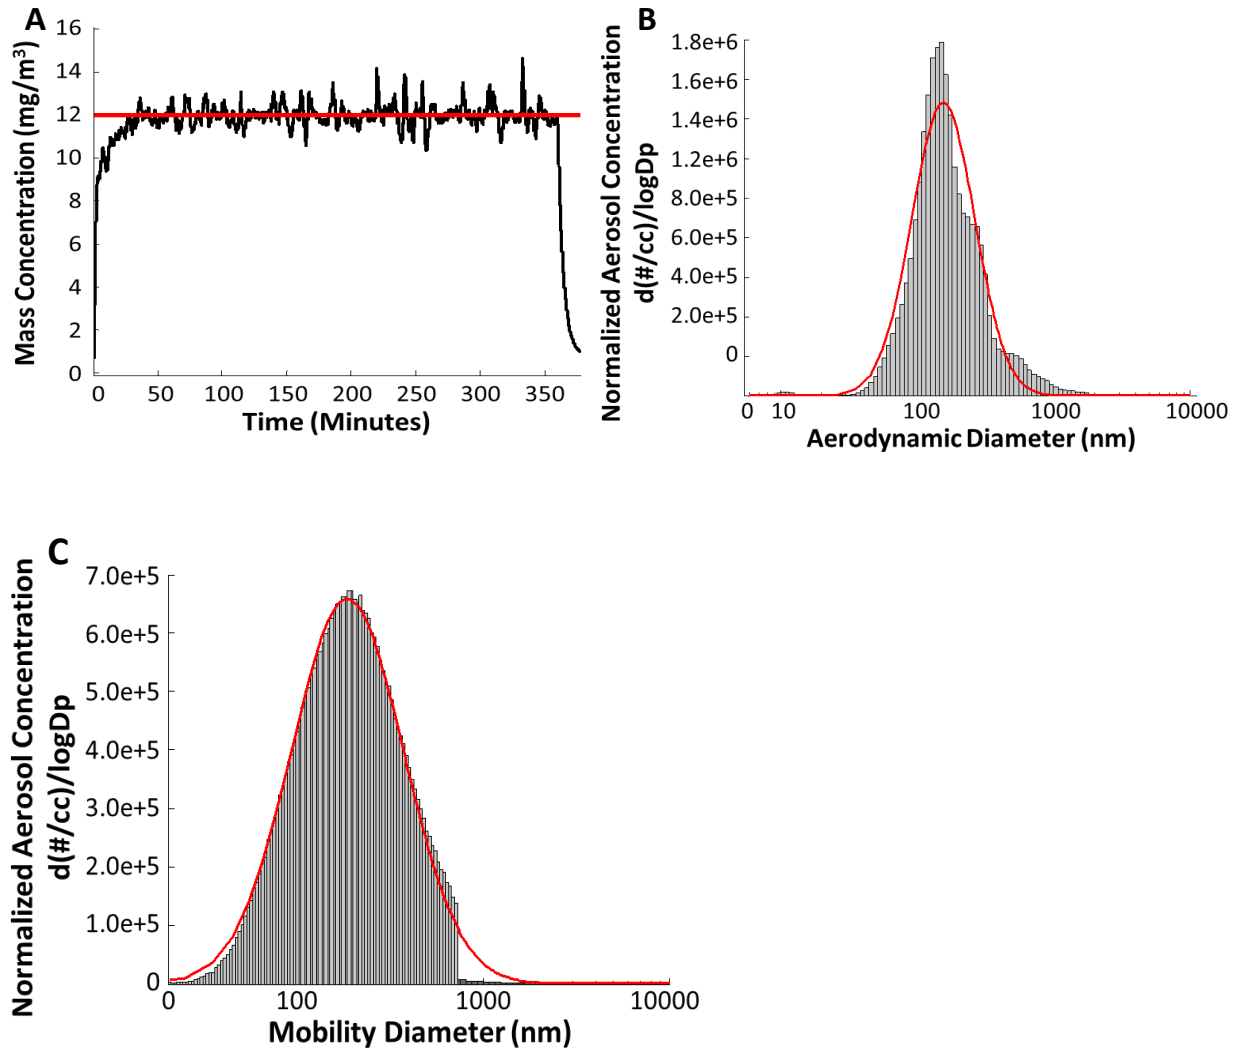 A
Mass Concentration (mg/m³)
16
14
12
10
8
6
4
2
0
0 50 100 150 200 250 300 350
Time (Minutes)
B
Normalized Aerosol Concentration
d(#/cc)/logDp
1.8e+6
1.6e+6
1.4e+6
1.2e+6
8.0e+5
6.0e+5
4.0e+5
2.0e+5
0
0 10 100 1000 10000
Aerodynamic Diameter (nm)
C
Normalized Aerosol Concentration
d(#/cc)/logDp
7.0e+5
6.0e+5
5.0e+5
4.0e+5
3.0e+5
2.0e+5
1.0e+5
0
0 100 1000 10000
Mobility Diameter (nm)